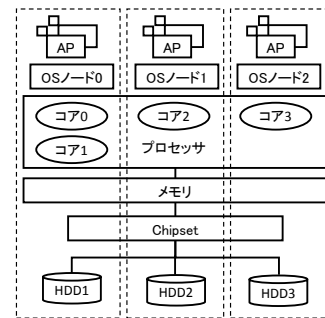 AP AP AP
OSノード0 OSノード1 OSノード2
コア0 コア2 コア3
コア1 プロセッサ
メモリ
Chipset
HDD1 HDD2 HDD3